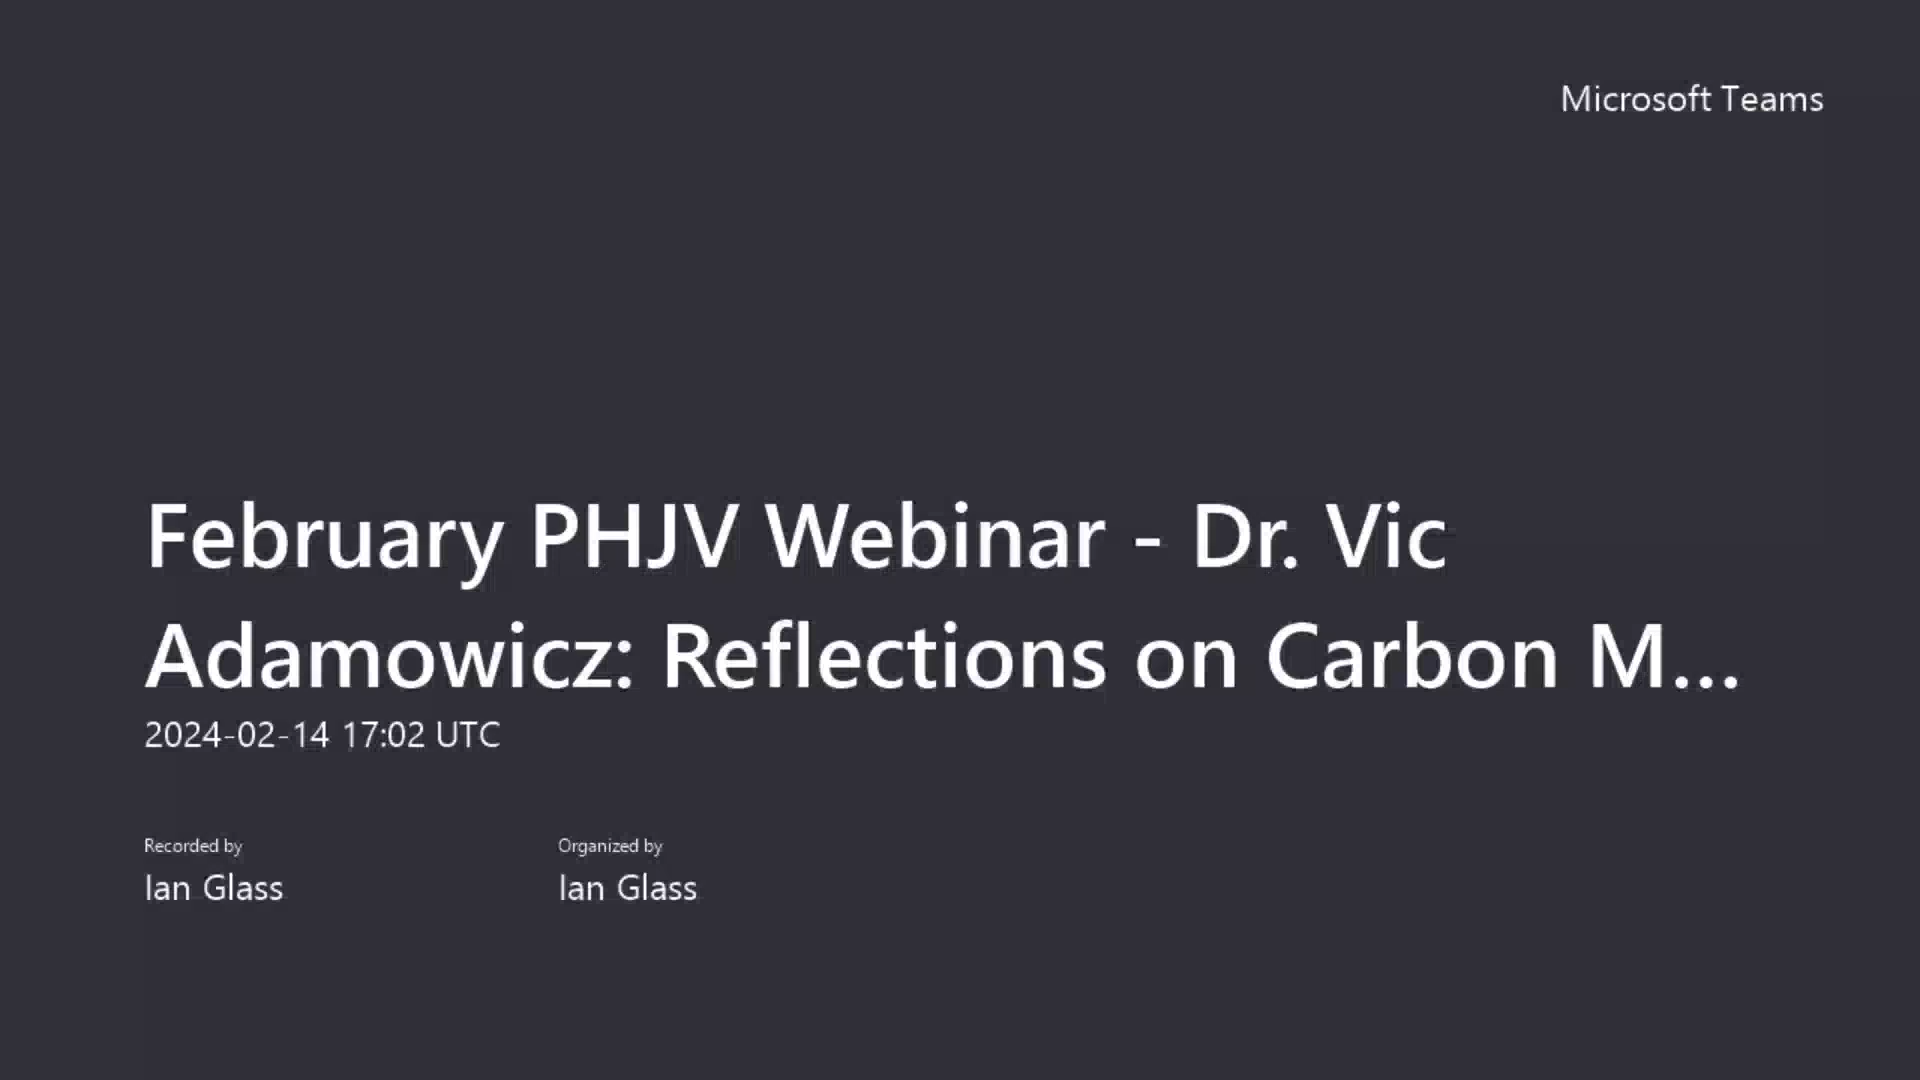 Microsoft Teams
February PHJV Webinar - Dr. Vic
Adamowicz: Reflections on Carbon M...
2024-02-14 17:02 UTC
Recorded by
Ian Glass
Organized by
Ian Glass